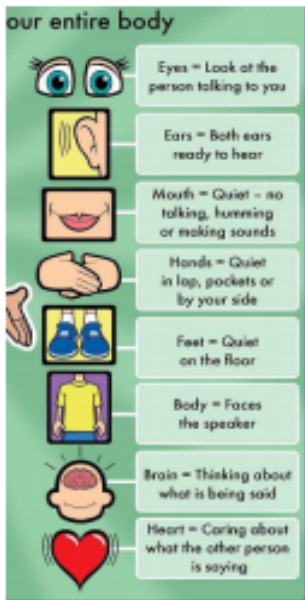 our entire body
Eyes = Look at the
person talking to you
Ears = Both ears
ready to hear
Mouth = Quiet – no
talking, humming
or making sounds
Hands = Quiet
in lap, pockets or
by your side
Feet = Quiet
on the floor
Body = Faces
the speaker
Brain = Thinking about
what is being said
Heart = Caring about
what the other person
is saying